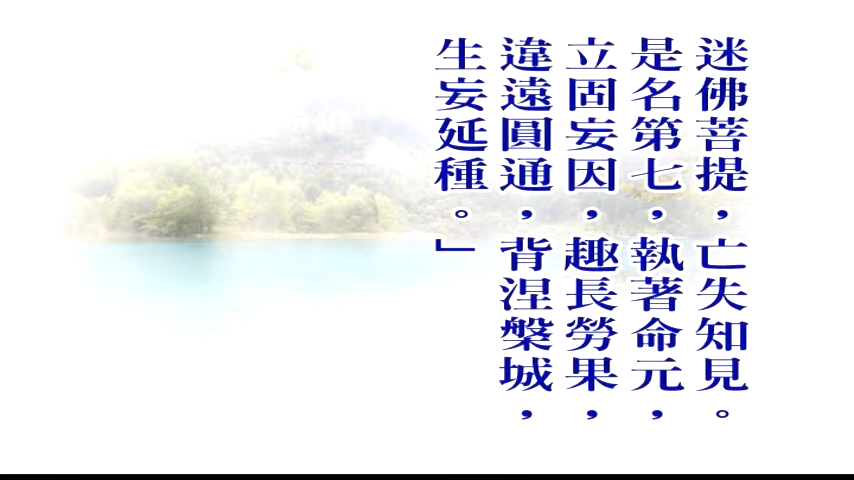 迷佛菩提，亡失知見。
是名第七，執著命元，
立固妄因，趣長勞果，
違遠圓通，背涅槃城，
生妄延種。」